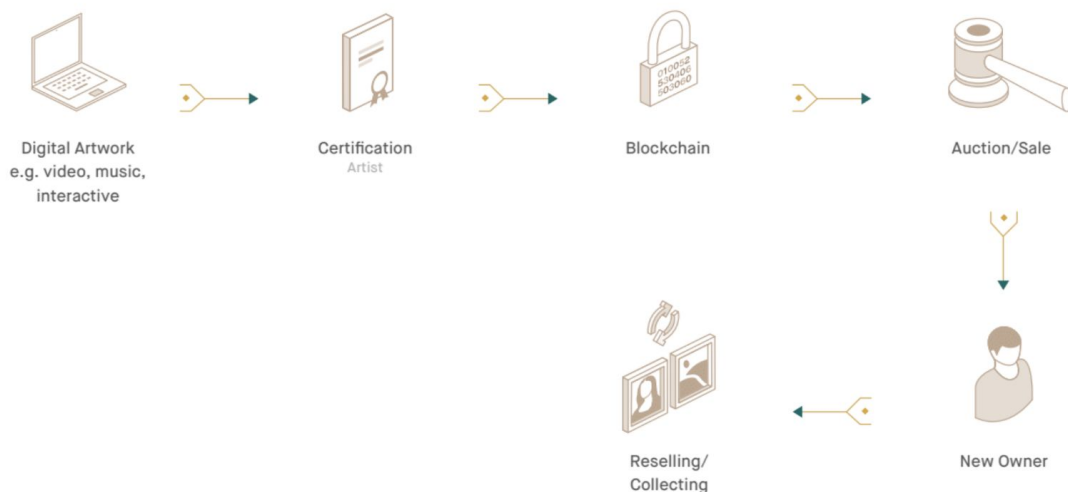 010052
530406
503060
Digital Artwork
e.g. video, music,
interactive
Certification
Artist
Blockchain
Auction/Sale
Reselling/
Collecting
New Owner